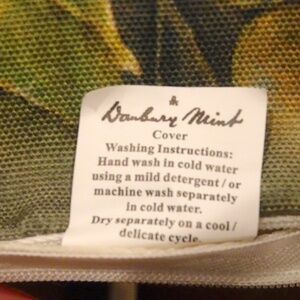 Danbury Mint
Cover
Washing Instructions:
Hand wash in cold water
using a mild detergent / or
machine wash separately
in cold water.
Dry separately on a cool /
delicate cycle.